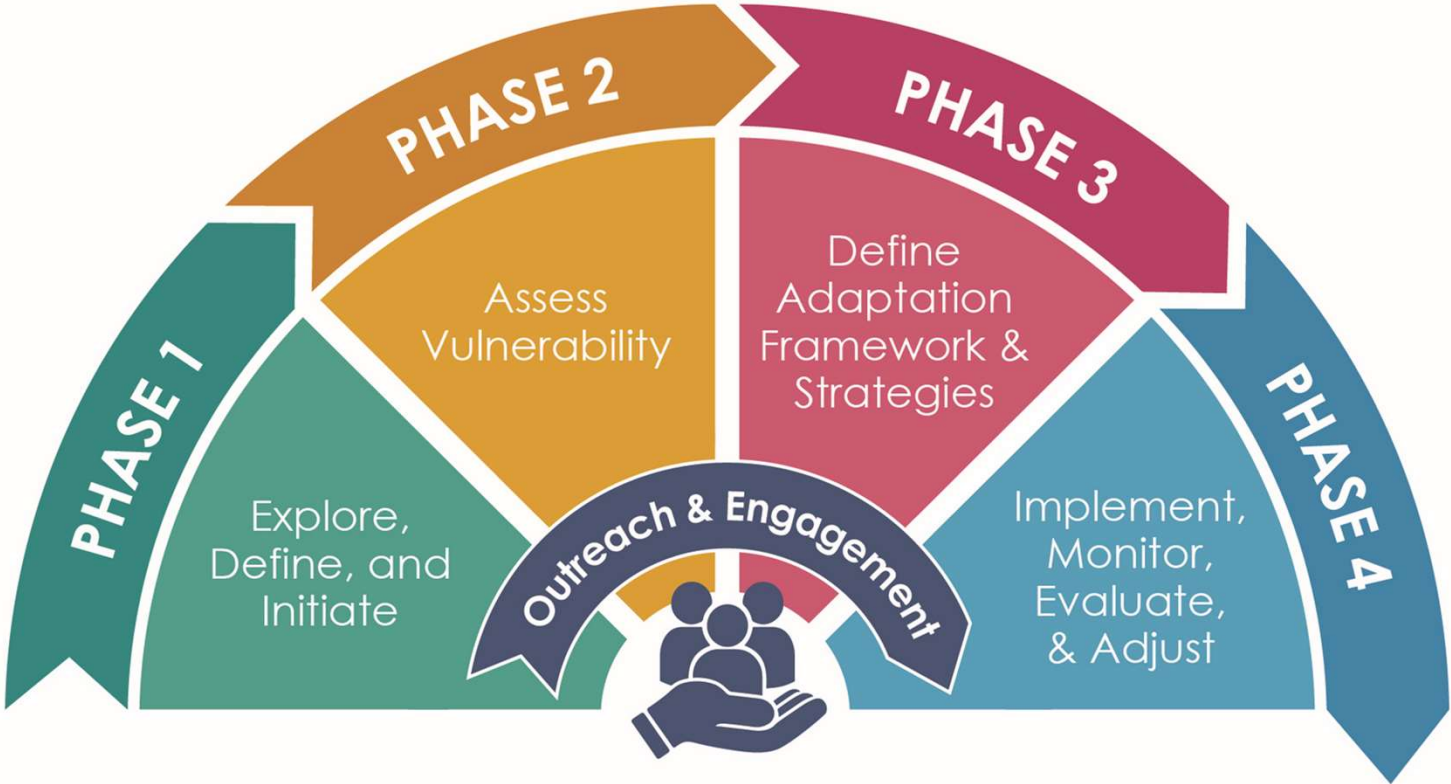 PHASE 1
Explore,
Define, and
Initiate
PHASE 2
Assess
Vulnerability
PHASE 3
Define
Adaptation
Framework &
Strategies
PHASE 4
Implement,
Monitor,
Evaluate,
& Adjust
Outreach & Engagement